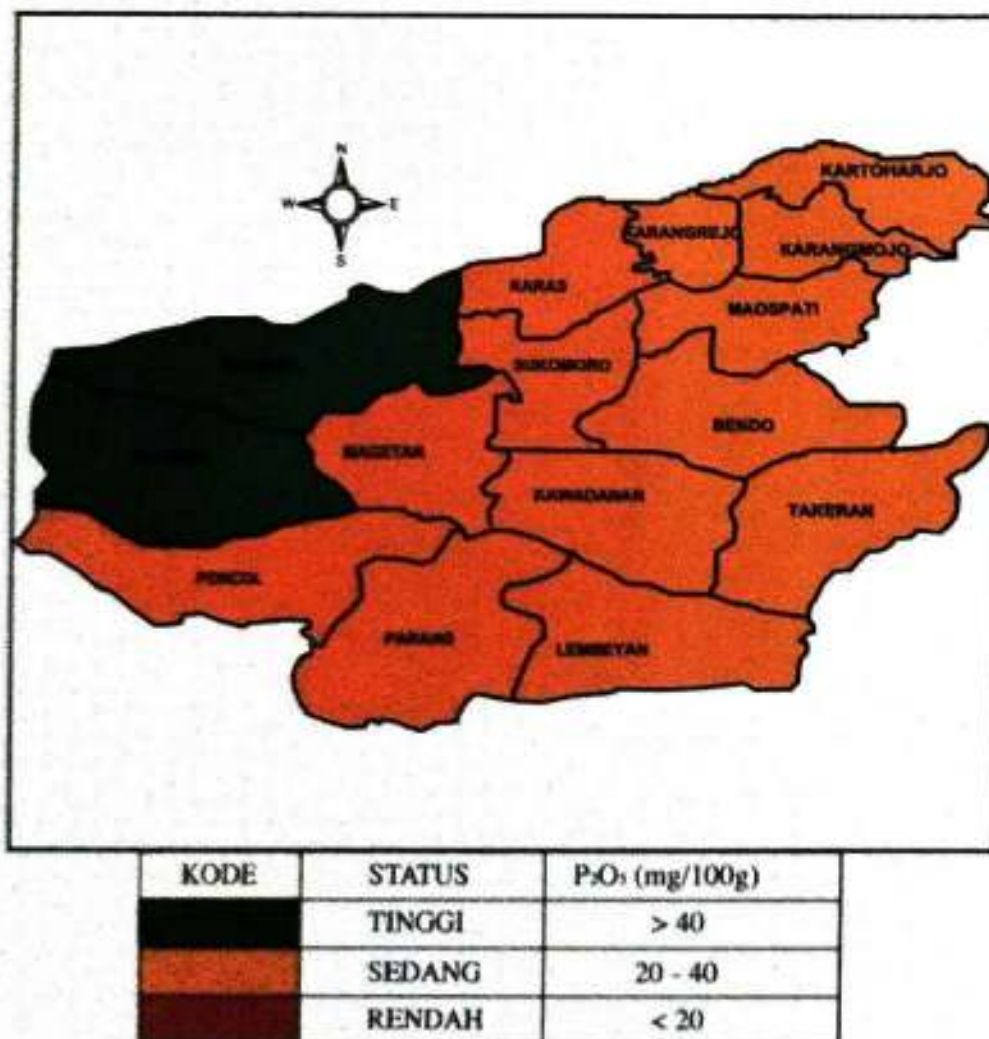 N
W E
S
KARTOHARJO
KARANGREJO
KARANGMOJO
KARAS
MAOSPATI
SUKOMORO
BENDO
MAGETAN
KAWADANAN
TAKERAN
PONCOL
PARANG
LEMBEYAN
KODE STATUS P₂O₅ (mg/100g)
TINGGI > 40
SEDANG 20 - 40
RENDAH < 20